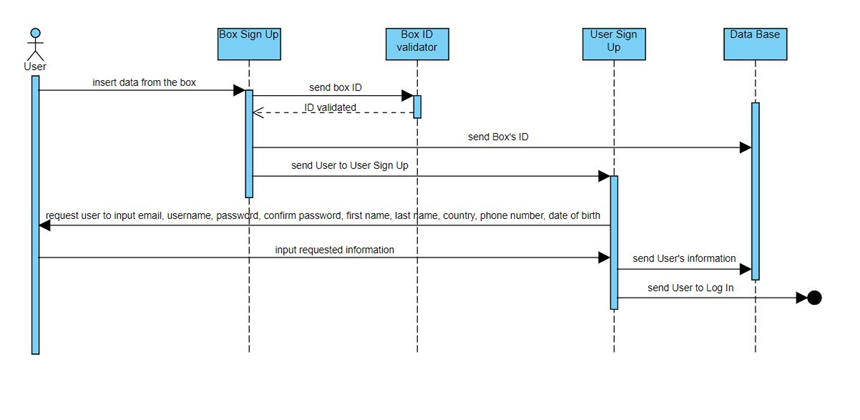 Box Sign Up
Box ID
validator
User Sign
Up
Data Base
User
insert data from the box
send box ID
ID validated
send Box's ID
send User to User Sign Up
request user to input email, username, password, confirm password, first name, last name, country, phone number, date of birth
input requested information
send User's information
send User to Log In